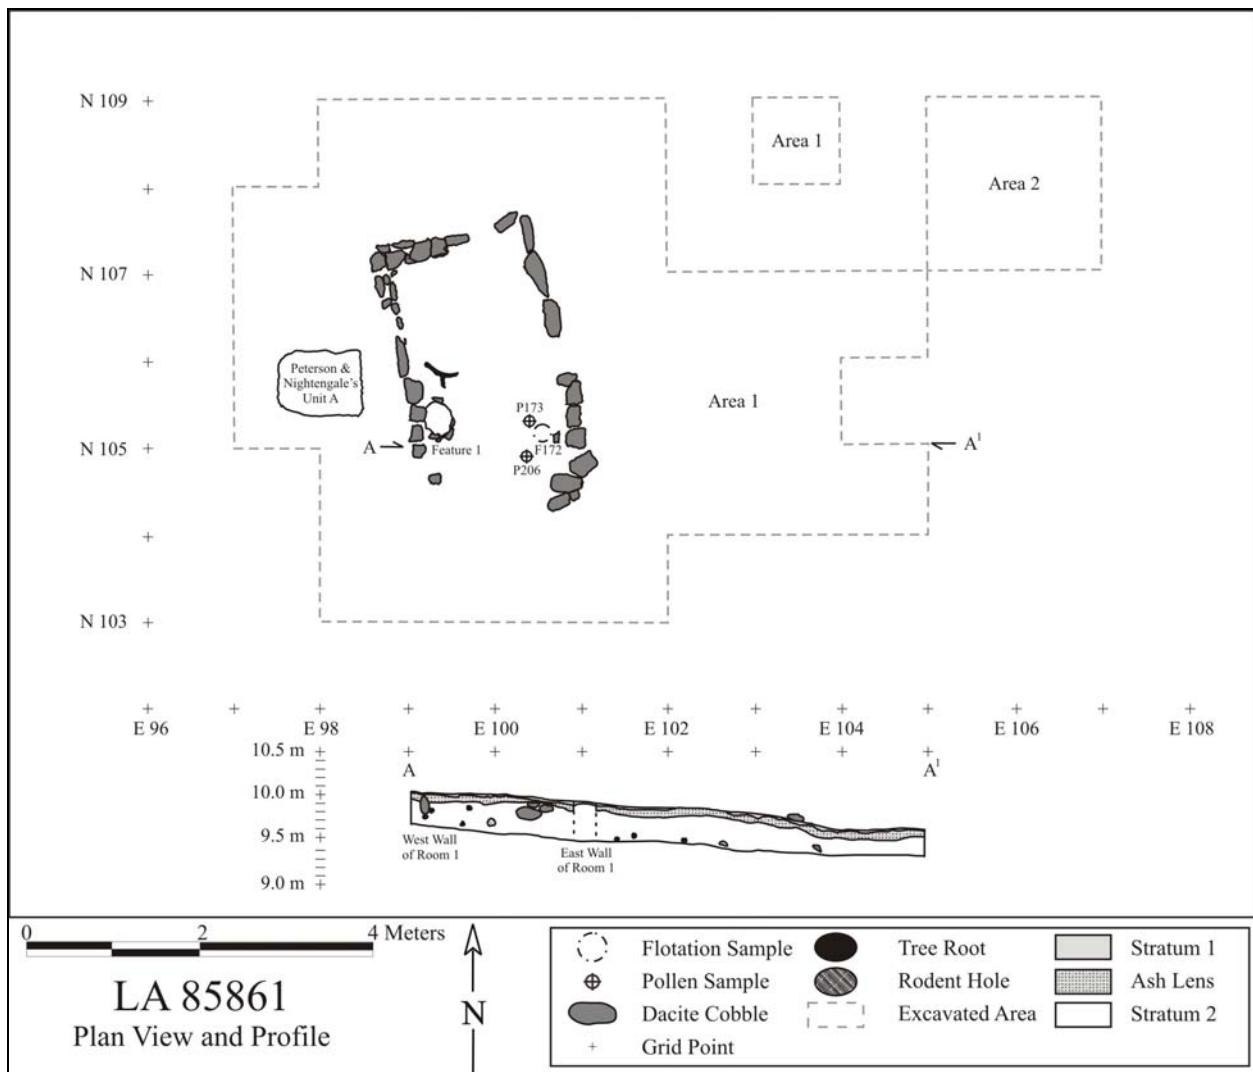 N 109
Area 1
Area 2
N 107
Peterson &
Nightengale's
Unit A
P173
Area 1
A
Feature 1
F172
A¹
N 105
P206
N 103
E 96
E 98
E 100
E 102
E 104
E 106
E 108
10.5 m
A
A¹
10.0 m
9.5 m
West Wall
of Room 1
East Wall
of Room 1
9.0 m
0
2
4 Meters
LA 85861
Plan View and Profile
N
Flotation Sample
Tree Root
Stratum 1
Pollen Sample
Rodent Hole
Ash Lens
Dacite Cobble
Excavated Area
Stratum 2
Grid Point